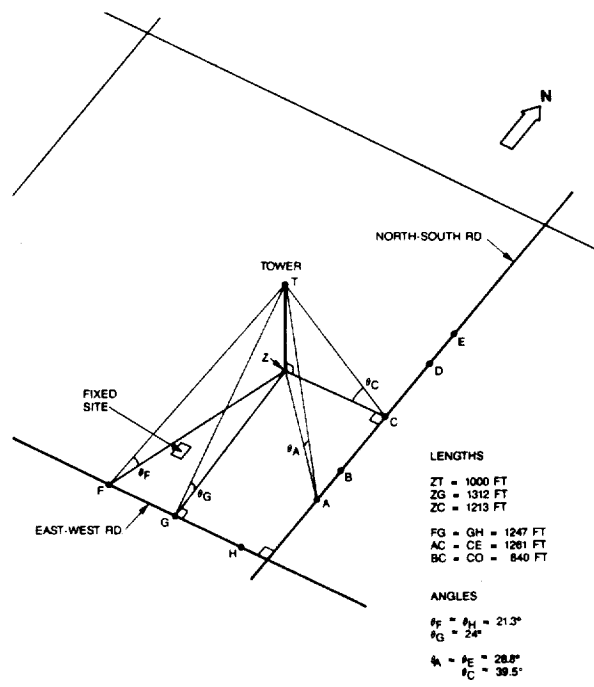 N
NORTH-SOUTH RD
TOWER
T
E
Z
D
θC
FIXED
SITE
C
θA
LENGTHS
θF
B
ZT = 1000 FT
F
θG
A
ZG = 1312 FT
ZC = 1213 FT
G
EAST-WEST RD.
FG = GH = 1247 FT
H
AC = CE = 1261 FT
BC = CO = 640 FT
ANGLES
θF = θH = 21.3°
θG = 24°
θA = θE = 28.8°
θC = 39.5°